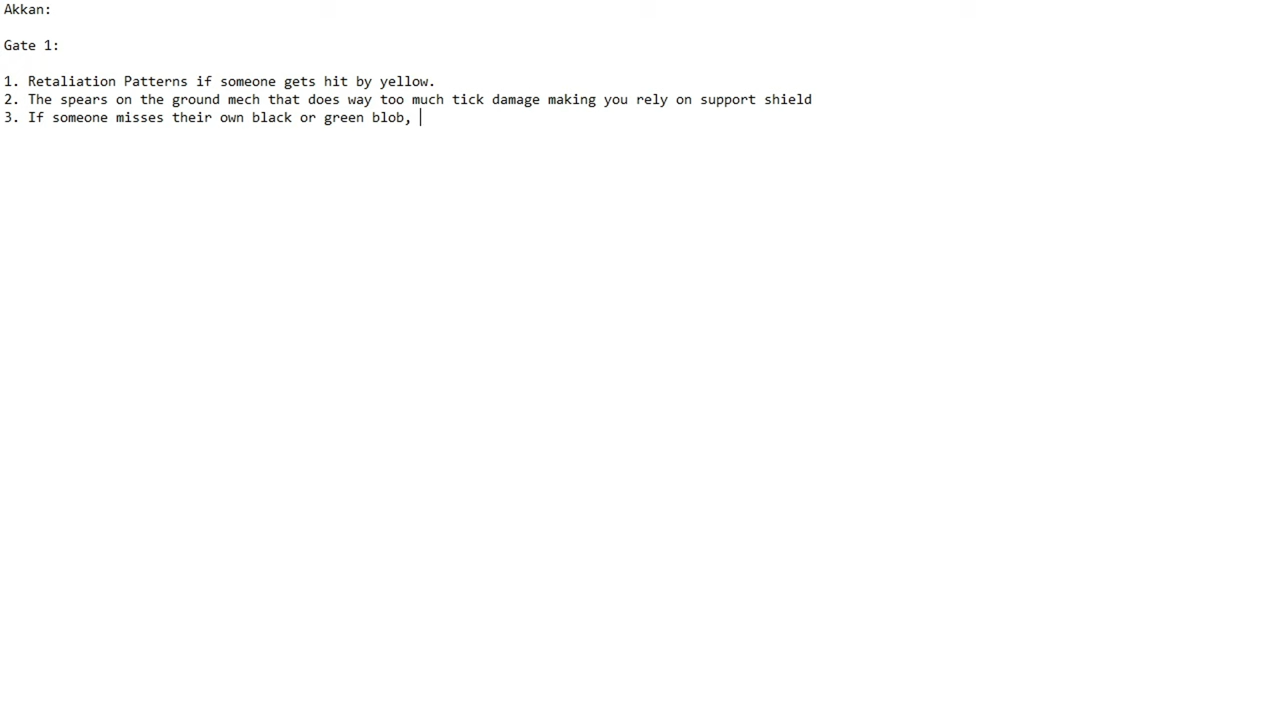 Akkan:
Gate 1:
1. Retaliation Patterns if someone gets hit by yellow.
2. The spears on the ground mech that does way too much tick damage making you rely on support shield
3. If someone misses their own black or green blob,